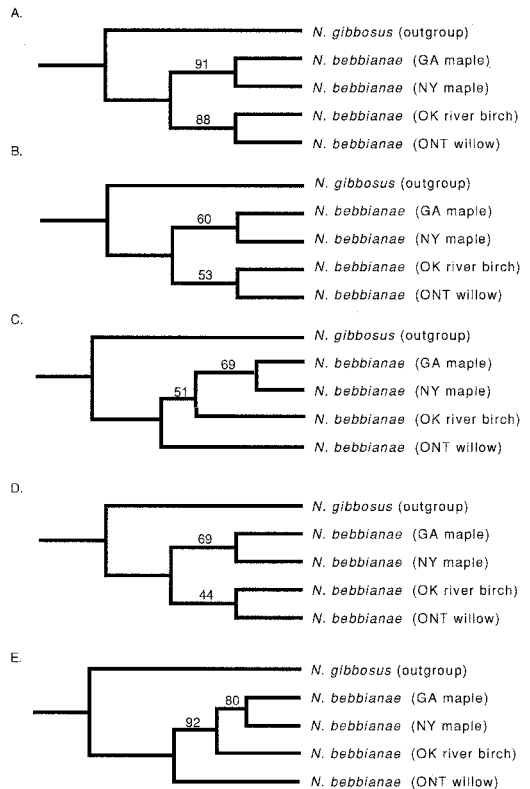 A.
N. gibbosus (outgroup)
91
N. bebbianae (GA maple)
N. bebbianae (NY maple)
88
N. bebbianae (OK river birch)
N. bebbianae (ONT willow)
B.
N. gibbosus (outgroup)
60
N. bebbianae (GA maple)
N. bebbianae (NY maple)
53
N. bebbianae (OK river birch)
N. bebbianae (ONT willow)
C.
N. gibbosus (outgroup)
69
N. bebbianae (GA maple)
51
N. bebbianae (NY maple)
N. bebbianae (OK river birch)
N. bebbianae (ONT willow)
D.
N. gibbosus (outgroup)
69
N. bebbianae (GA maple)
N. bebbianae (NY maple)
44
N. bebbianae (OK river birch)
N. bebbianae (ONT willow)
E.
N. gibbosus (outgroup)
80
N. bebbianae (GA maple)
92
N. bebbianae (NY maple)
N. bebbianae (OK river birch)
N. bebbianae (ONT willow)